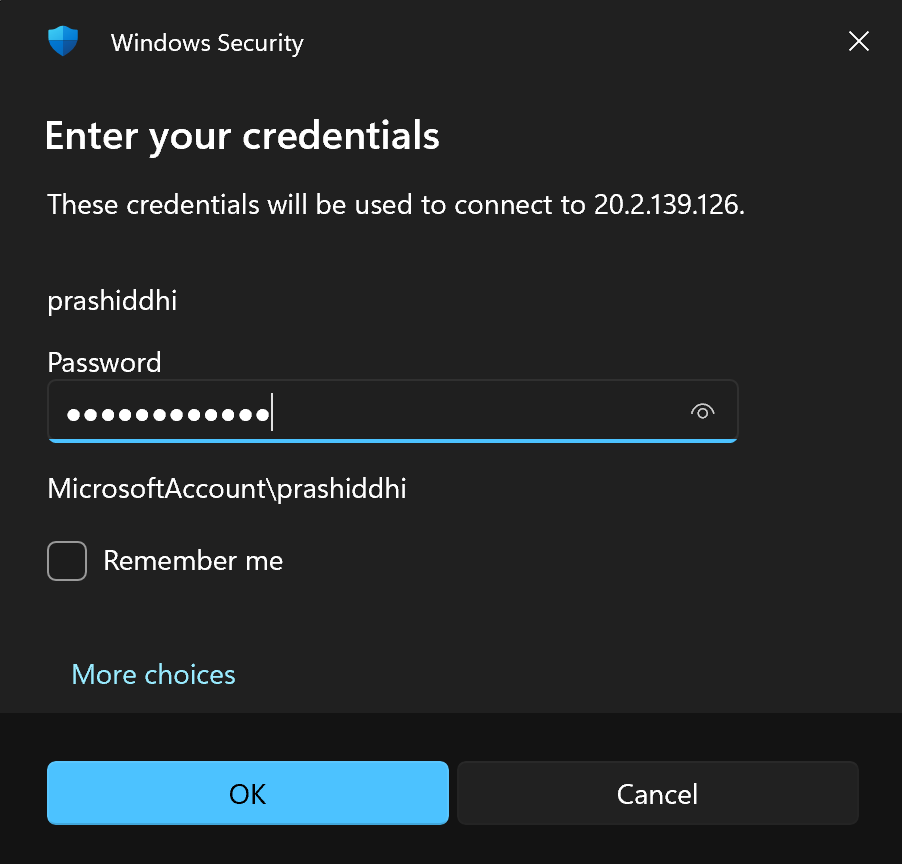 Windows Security
Enter your credentials
These credentials will be used to connect to 20.2.139.126.
prashiddhi
Password
●●●●●●●●●●●●
MicrosoftAccount\prashiddhi
Remember me
More choices
OK
Cancel